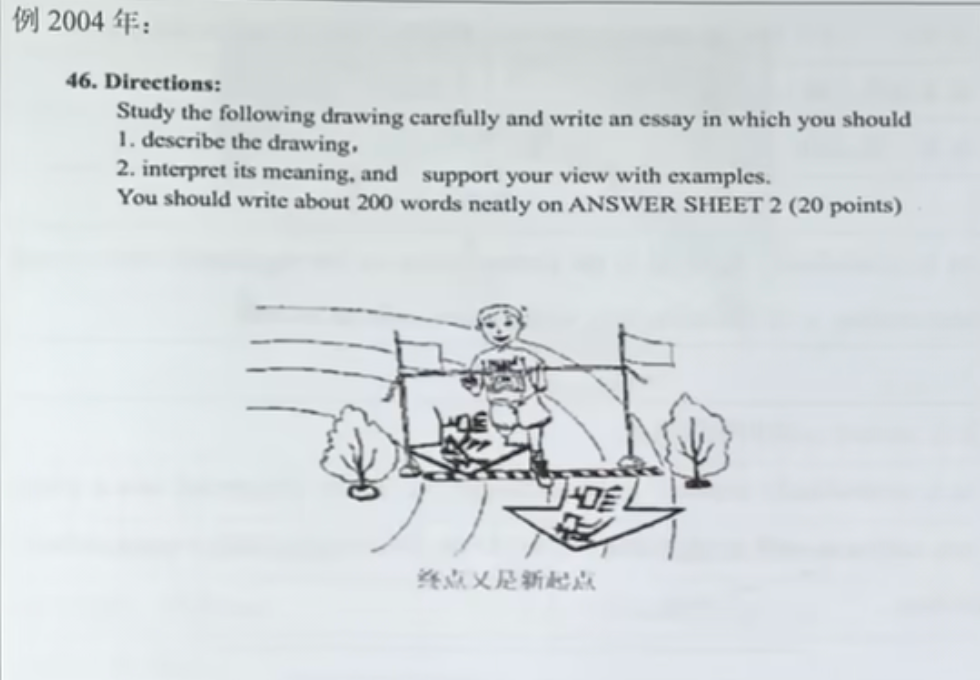 例 2004 年：
46. Directions:
Study the following drawing carefully and write an essay in which you should
1. describe the drawing,
2. interpret its meaning, and support your view with examples.
You should write about 200 words neatly on ANSWER SHEET 2 (20 points)
终点又是新起点